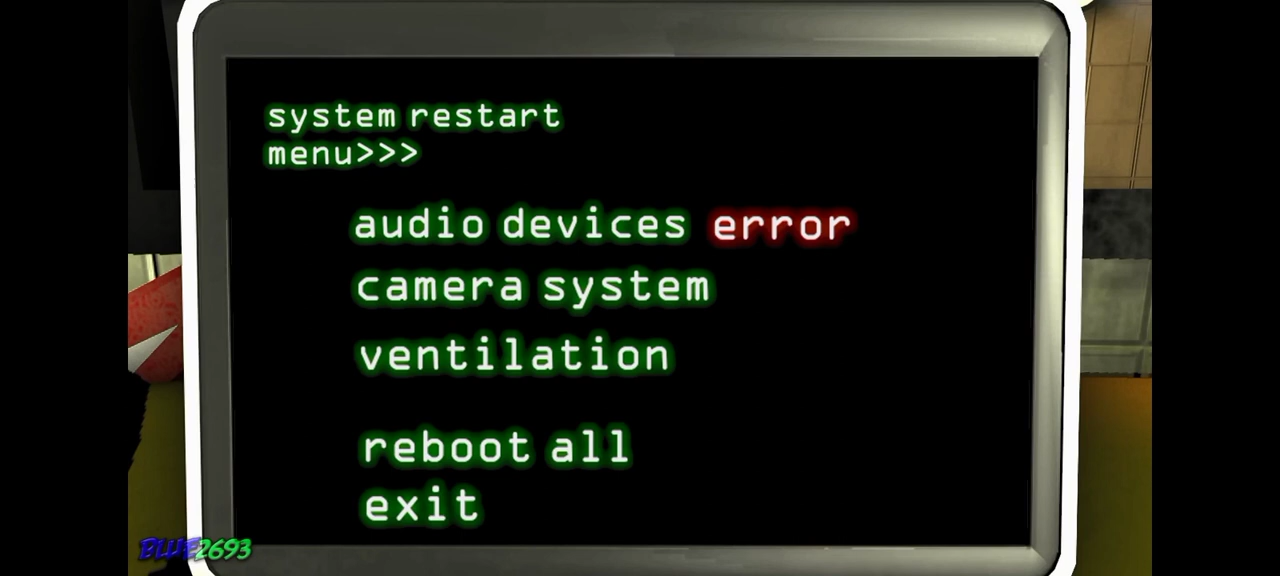 system restart
menu>>>
audio devices error
camera system
ventilation
reboot all
exit
BLUE2693